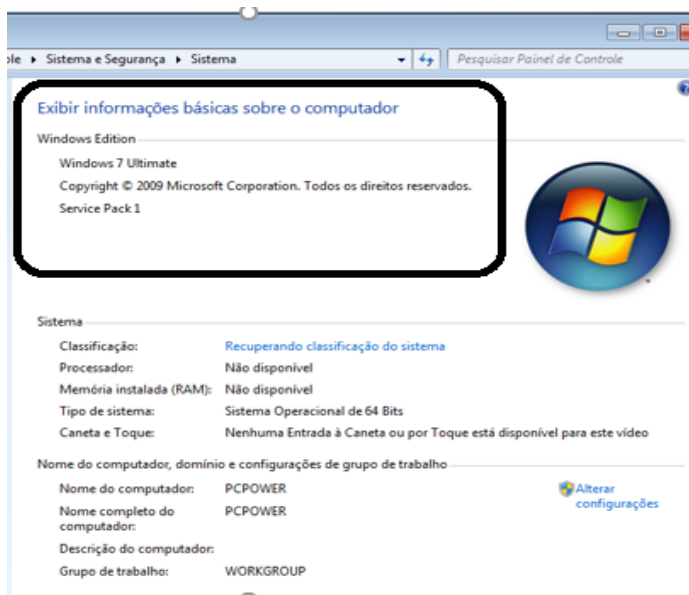 ole ▸ Sistema e Segurança ▸ Sistema
Pesquisar Painel de Controle
Exibir informações básicas sobre o computador
Windows Edition
Windows 7 Ultimate
Copyright © 2009 Microsoft Corporation. Todos os direitos reservados.
Service Pack 1
Sistema
Classificação: Recuperando classificação do sistema
Processador: Não disponível
Memória instalada (RAM): Não disponível
Tipo de sistema: Sistema Operacional de 64 Bits
Caneta e Toque: Nenhuma Entrada à Caneta ou por Toque está disponível para este vídeo
Nome do computador, domínio e configurações de grupo de trabalho
Nome do computador: PCPOWER
Alterar
configurações
Nome completo do PCPOWER
computador:
Descrição do computador:
Grupo de trabalho: WORKGROUP